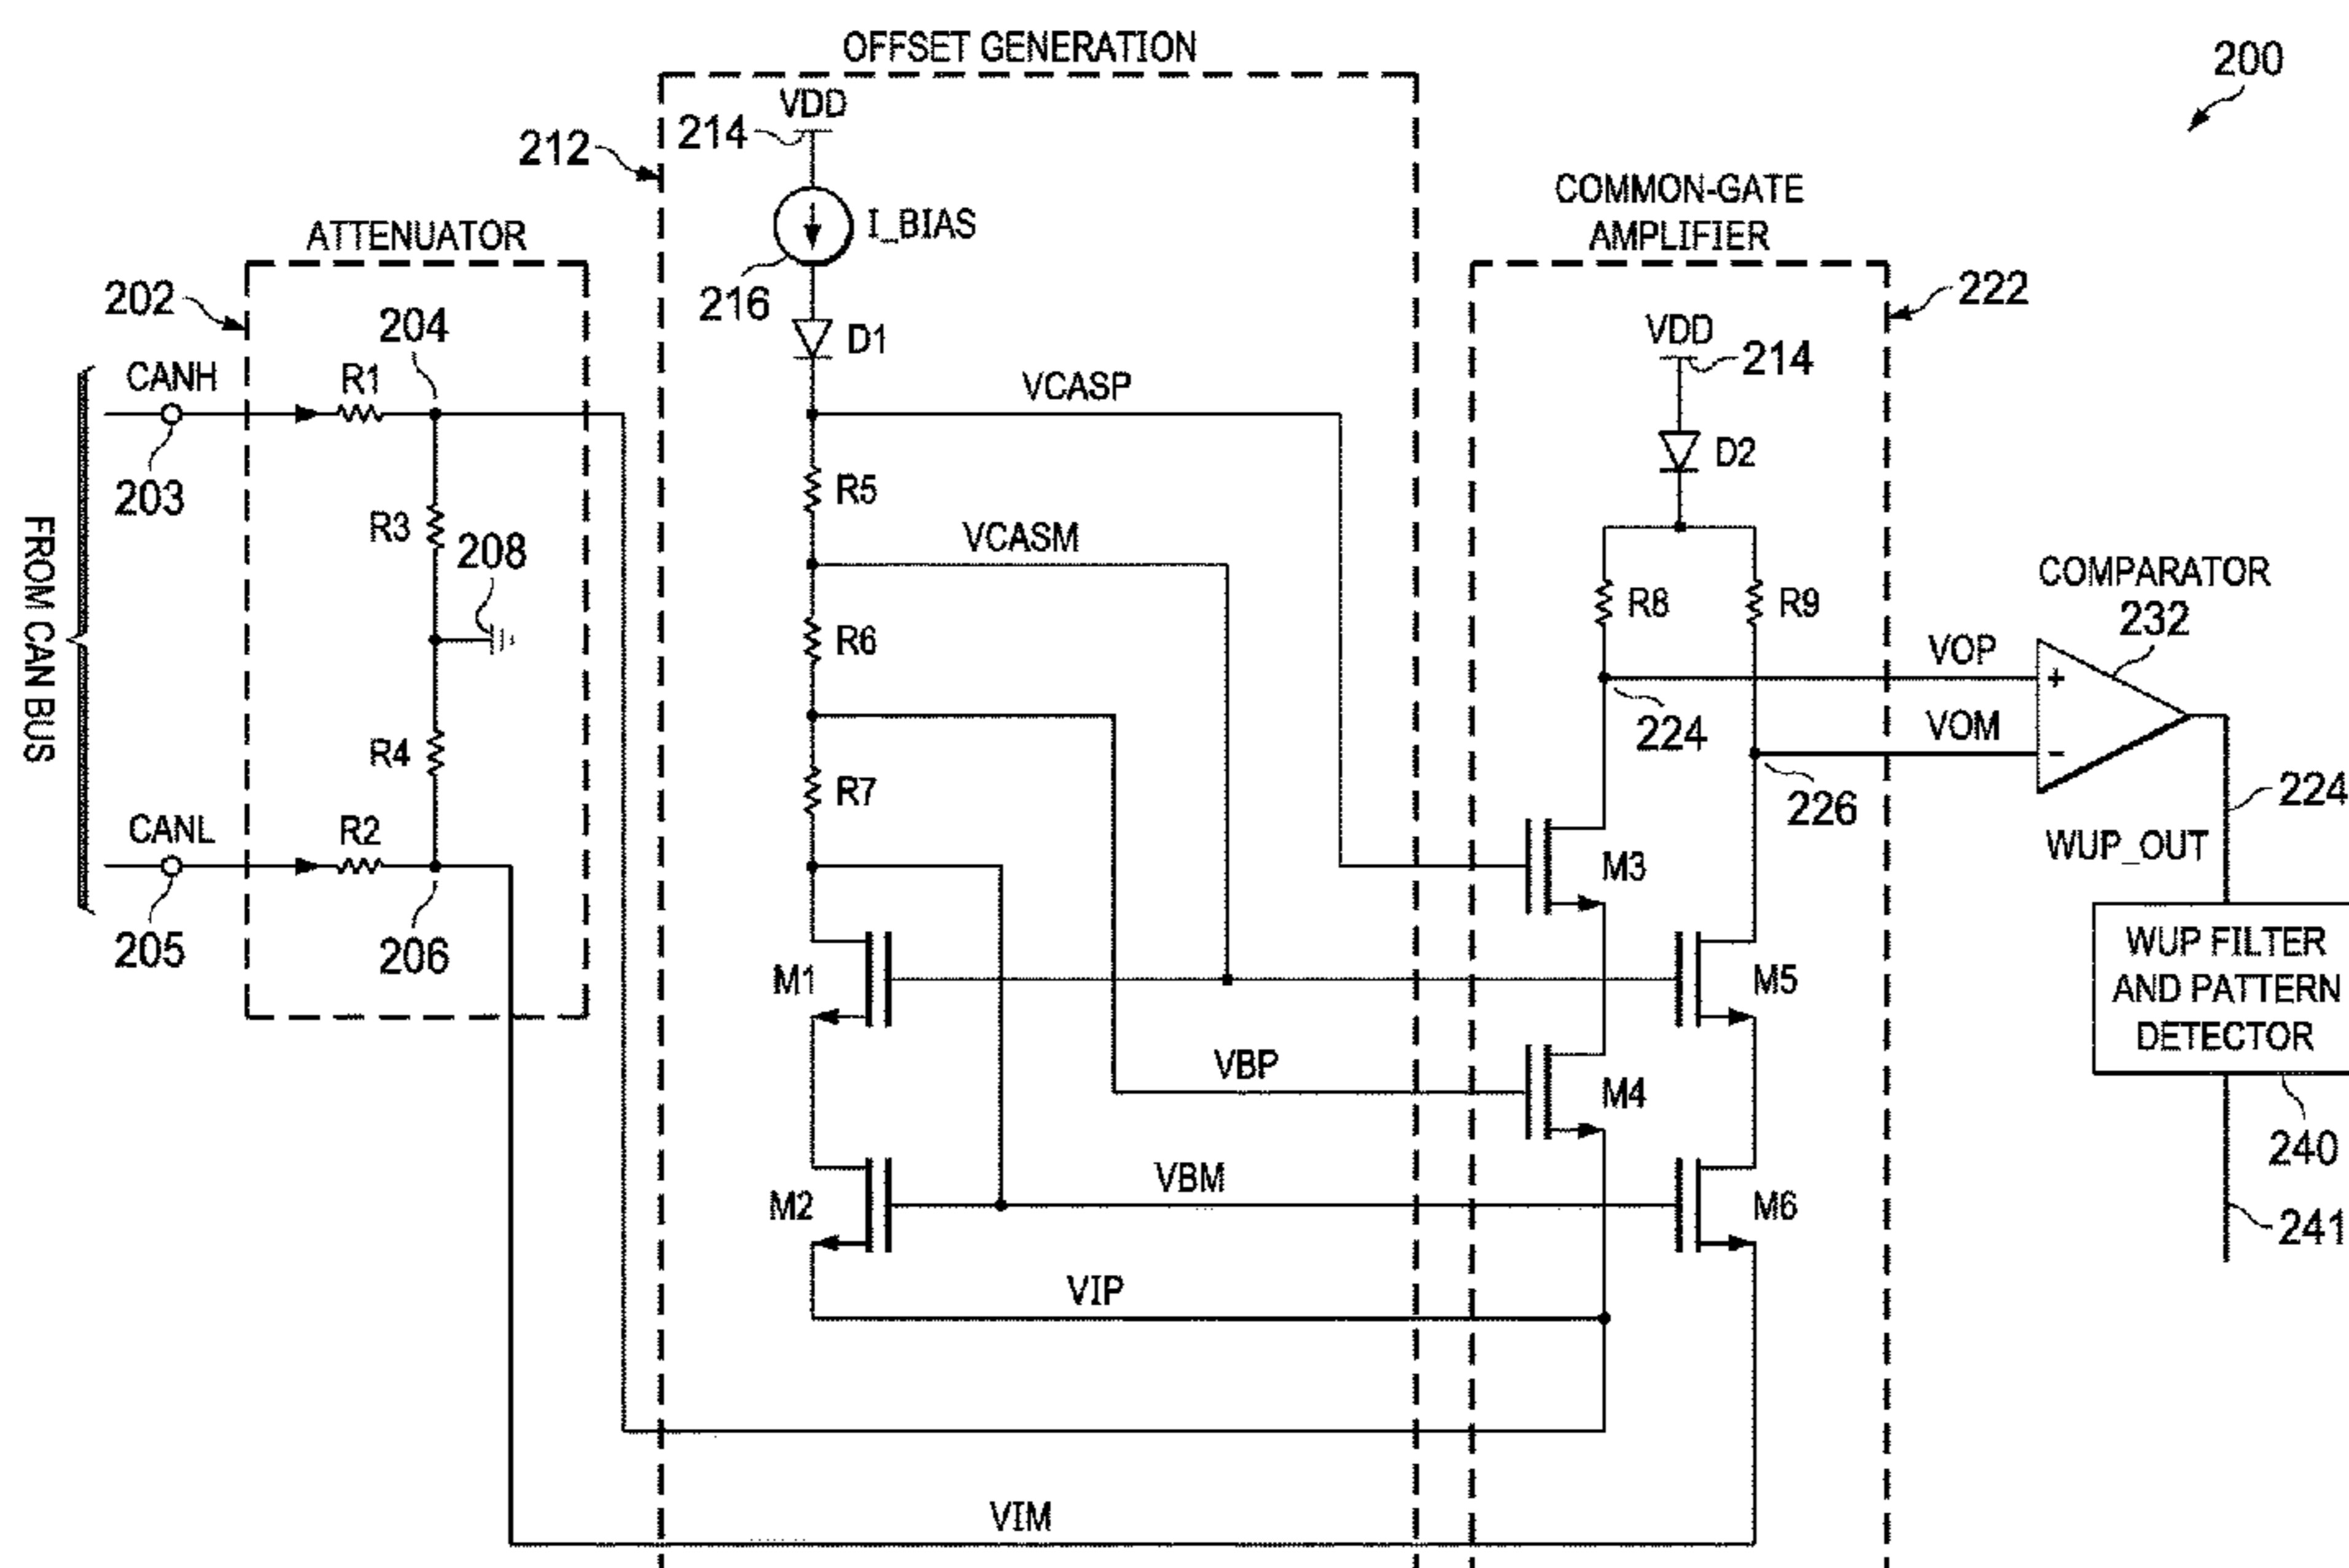 OFFSET GENERATION
200
VDD
214
212
I_BIAS
216
D1
COMMON-GATE
AMPLIFIER
222
VDD
214
D2
ATTENUATOR
202
204
CANH
R1
203
R3
208
R4
FROM CAN BUS
CANL
R2
205
206
VCASP
R5
VCASM
R6
R7
R8
R9
COMPARATOR
232
VOP
+
224
VOM
-
226
224
WUP_OUT
M3
WUP FILTER
AND PATTERN
DETECTOR
M1
M5
VBP
M4
240
VBM
M2
M6
241
VIP
VIM